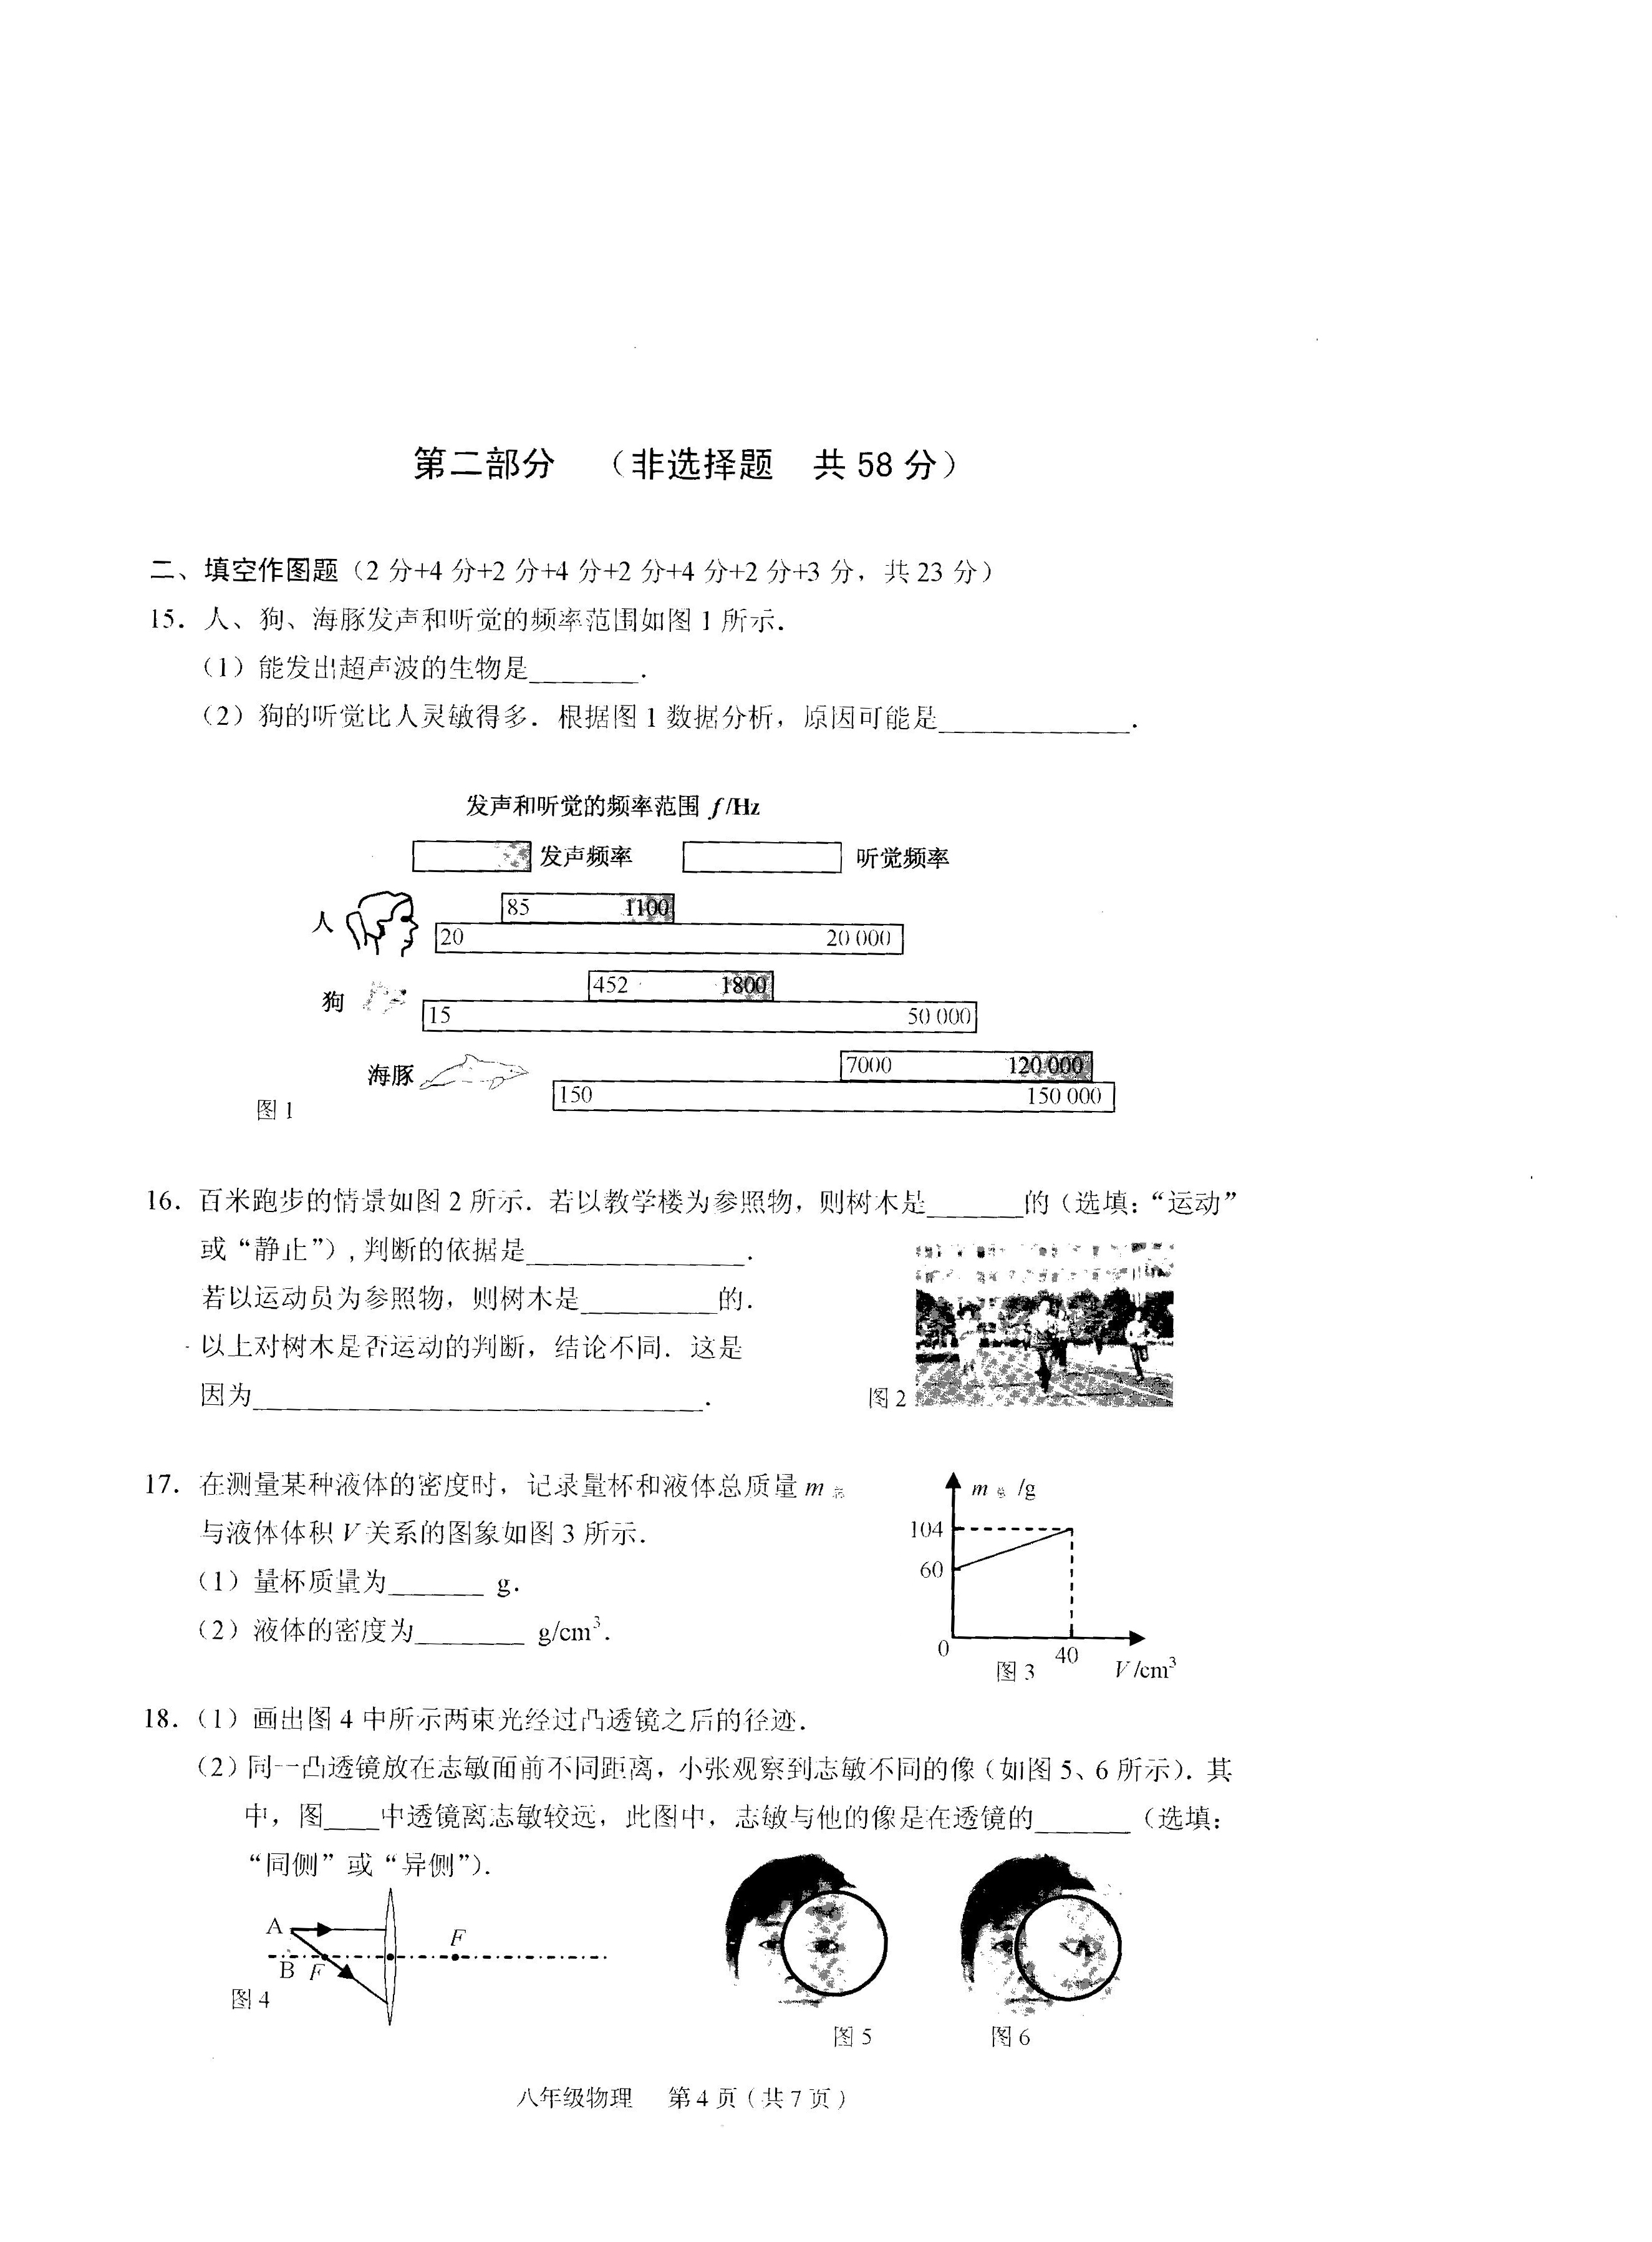 第二部分 （非选择题 共 58 分）
二、填空作图题（2 分+4 分+2 分+4 分+2 分+4 分+2 分+3 分，共 23 分）
15．人、狗、海豚发声和听觉的频率范围如图 1 所示．
（1）能发出超声波的生物是________．
（2）狗的听觉比人灵敏得多．根据图 1 数据分析，原因可能是______________．
发声和听觉的频率范围 f/Hz
发声频率 听觉频率
人
85 1100
20 20 000
狗
452 1800
15 50 000
海豚
7000 120 000
150 150 000
图 1
16．百米跑步的情景如图 2 所示．若以教学楼为参照物，则树木是_______的（选填：“运动”
或“静止”）, 判断的依据是________________．
若以运动员为参照物，则树木是__________的．
以上对树木是否运动的判断，结论不同．这是
因为_________________________________．
图 2
17．在测量某种液体的密度时，记录量杯和液体总质量 m 总
与液体体积 V 关系的图象如图 3 所示．
（1）量杯质量为_______ g．
（2）液体的密度为________ g/cm³．
m 总 /g
104
60
0
40
V /cm³
图 3
18．（1）画出图 4 中所示两束光经过凸透镜之后的径迹．
（2）同一凸透镜放在志敏面前不同距离，小张观察到志敏不同的像（如图 5、6 所示）．其
中，图____中透镜离志敏较远，此图中，志敏与他的像是在透镜的_______（选填：
“同侧”或“异侧”）．
A
F
B F
图 4
图 5
图 6
八年级物理 第 4 页（共 7 页）